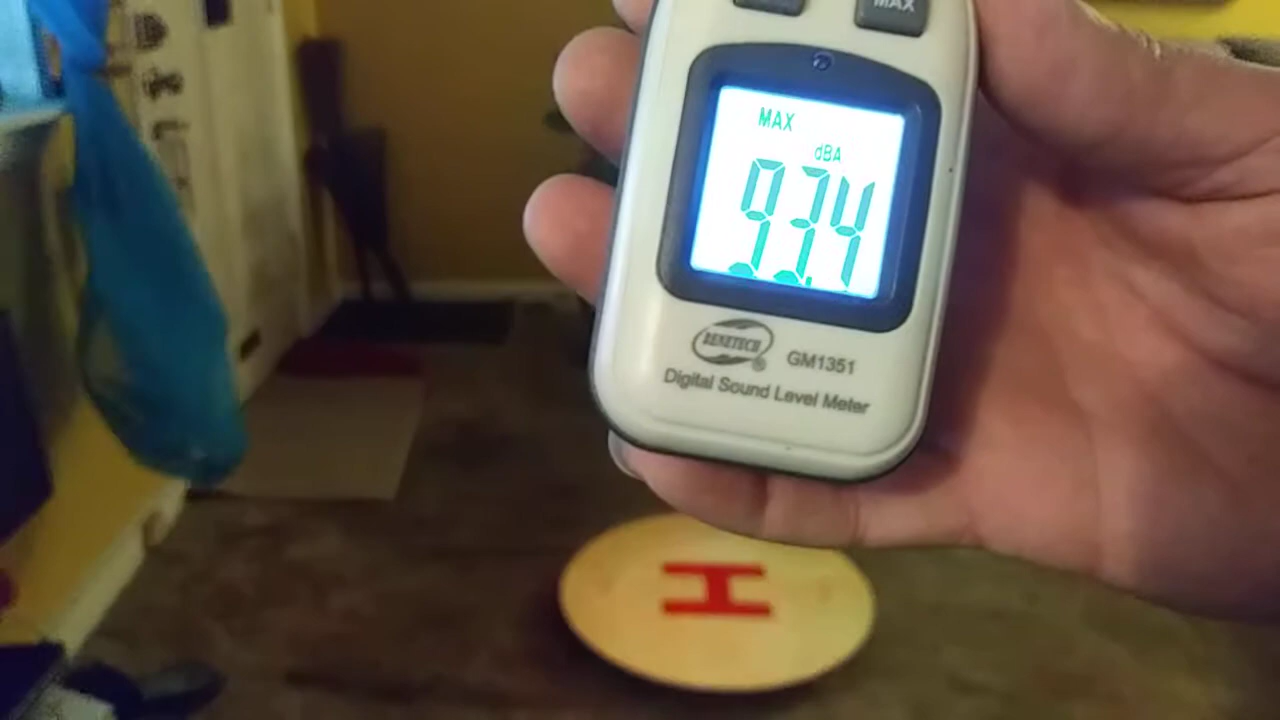 MAX
MAX
dBA
93.4
BENETECH ®
GM1351
Digital Sound Level Meter
H